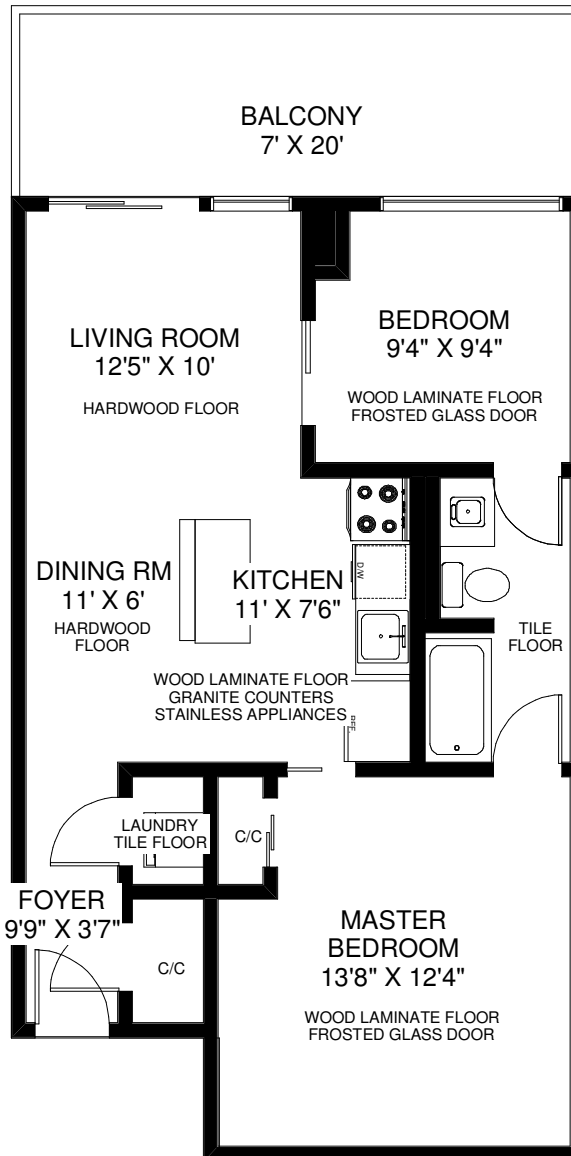 BALCONY
7' X 20'
LIVING ROOM
12'5" X 10'
HARDWOOD FLOOR
BEDROOM
9'4" X 9'4"
WOOD LAMINATE FLOOR
FROSTED GLASS DOOR
DINING RM
11' X 6'
HARDWOOD
FLOOR
KITCHEN
11' X 7'6"
D/W
WOOD LAMINATE FLOOR
GRANITE COUNTERS
STAINLESS APPLIANCES
REF
TILE
FLOOR
LAUNDRY
TILE FLOOR
C/C
FOYER
9'9" X 3'7"
C/C
MASTER
BEDROOM
13'8" X 12'4"
WOOD LAMINATE FLOOR
FROSTED GLASS DOOR